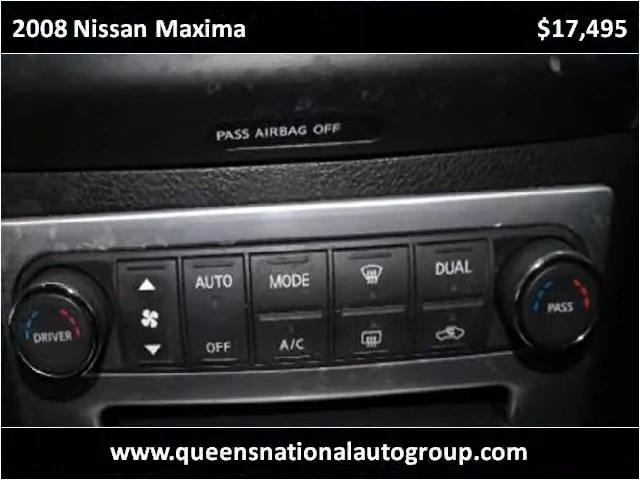 2008 Nissan Maxima $17,495
PASS AIRBAG OFF
AUTO MODE DUAL
DRIVER PASS
OFF A/C
www.queensnationalautogroup.com